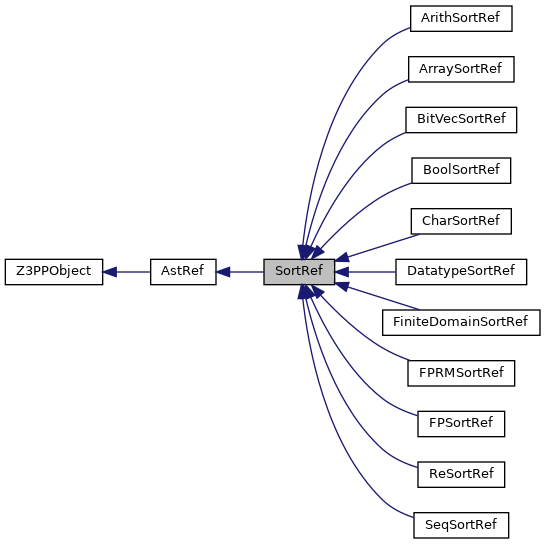 ArithSortRef
ArraySortRef
BitVecSortRef
BoolSortRef
CharSortRef
Z3PPObject
AstRef
SortRef
DatatypeSortRef
FiniteDomainSortRef
FPRMSortRef
FPSortRef
ReSortRef
SeqSortRef